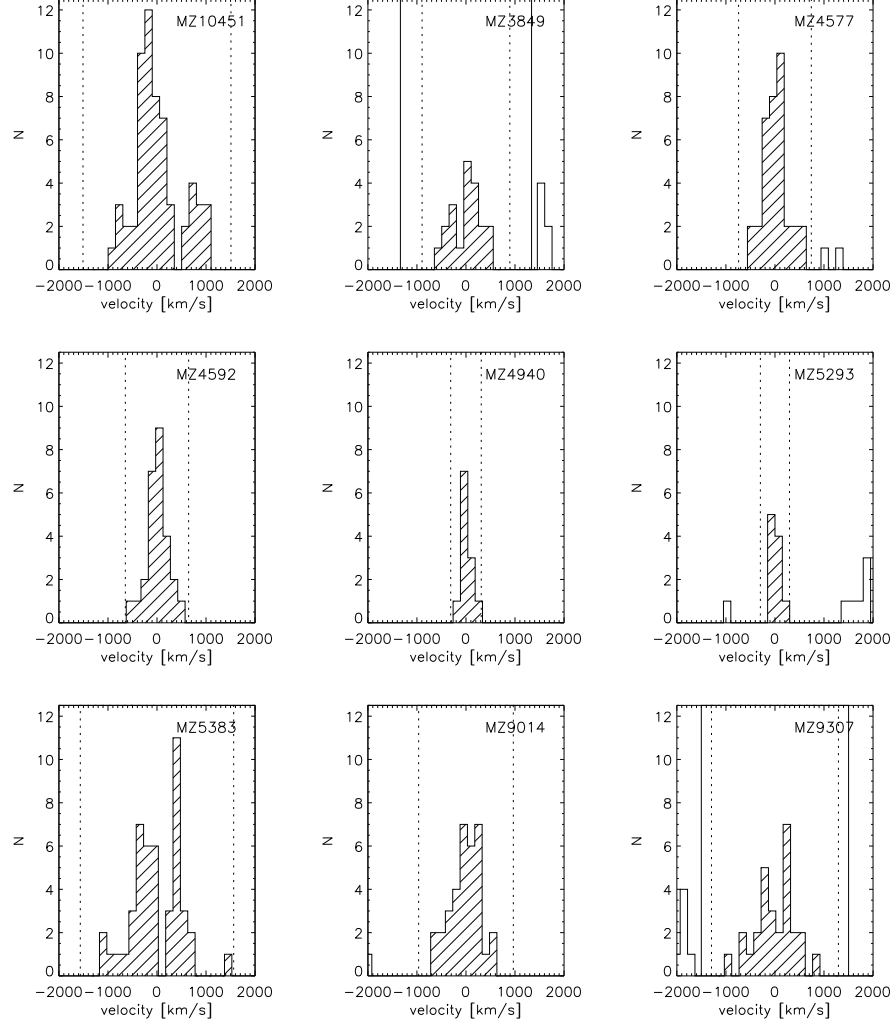 MZ10451 MZ3849 MZ4577
12 12 12
10 10 10
8 8 8
N 6 N 6 N 6
4 4 4
2 2 2
0 0 0
−2000 −1000 0 1000 2000 −2000 −1000 0 1000 2000 −2000 −1000 0 1000 2000
velocity [km/s] velocity [km/s] velocity [km/s]
MZ4592 MZ4940 MZ5293
12 12 12
10 10 10
8 8 8
N 6 N 6 N 6
4 4 4
2 2 2
0 0 0
−2000 −1000 0 1000 2000 −2000 −1000 0 1000 2000 −2000 −1000 0 1000 2000
velocity [km/s] velocity [km/s] velocity [km/s]
MZ5383 MZ9014 MZ9307
12 12 12
10 10 10
8 8 8
N 6 N 6 N 6
4 4 4
2 2 2
0 0 0
−2000 −1000 0 1000 2000 −2000 −1000 0 1000 2000 −2000 −1000 0 1000 2000
velocity [km/s] velocity [km/s] velocity [km/s]